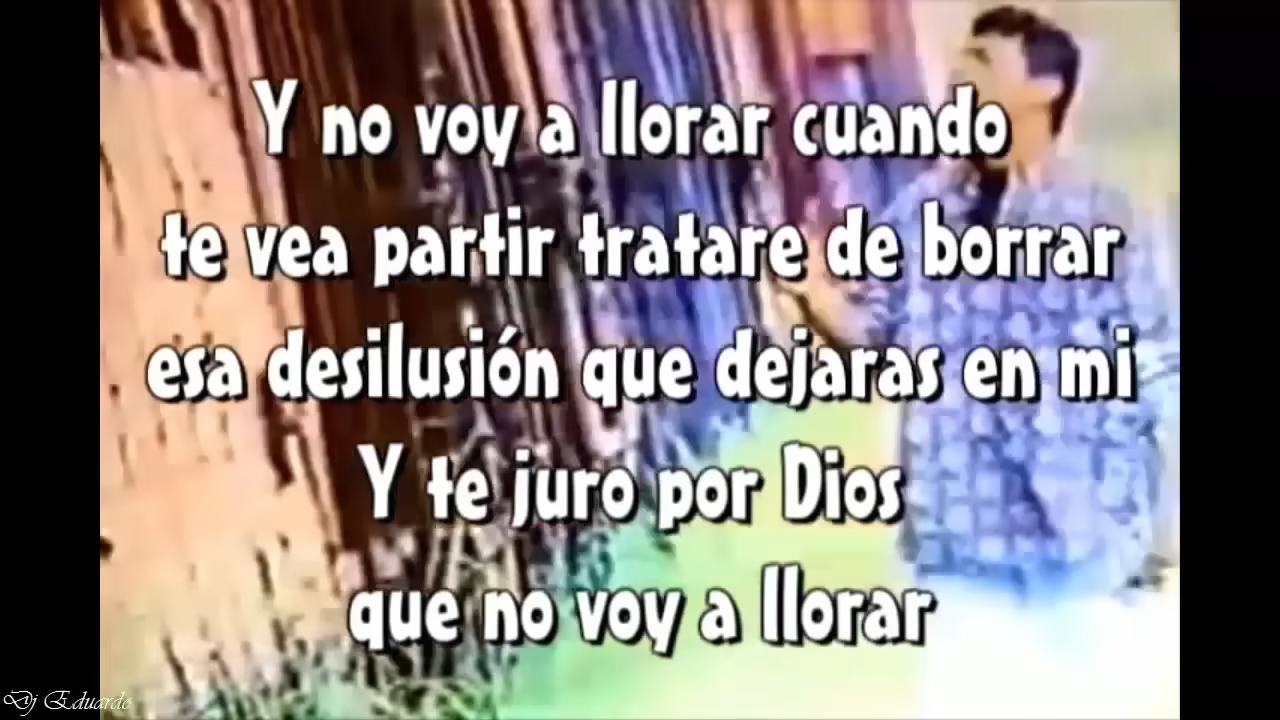 Y no voy a llorar cuando
te vea partir tratare de borrar
esa desilusión que dejaras en mi
Y te juro por Dios
que no voy a llorar
Dj Eduardo